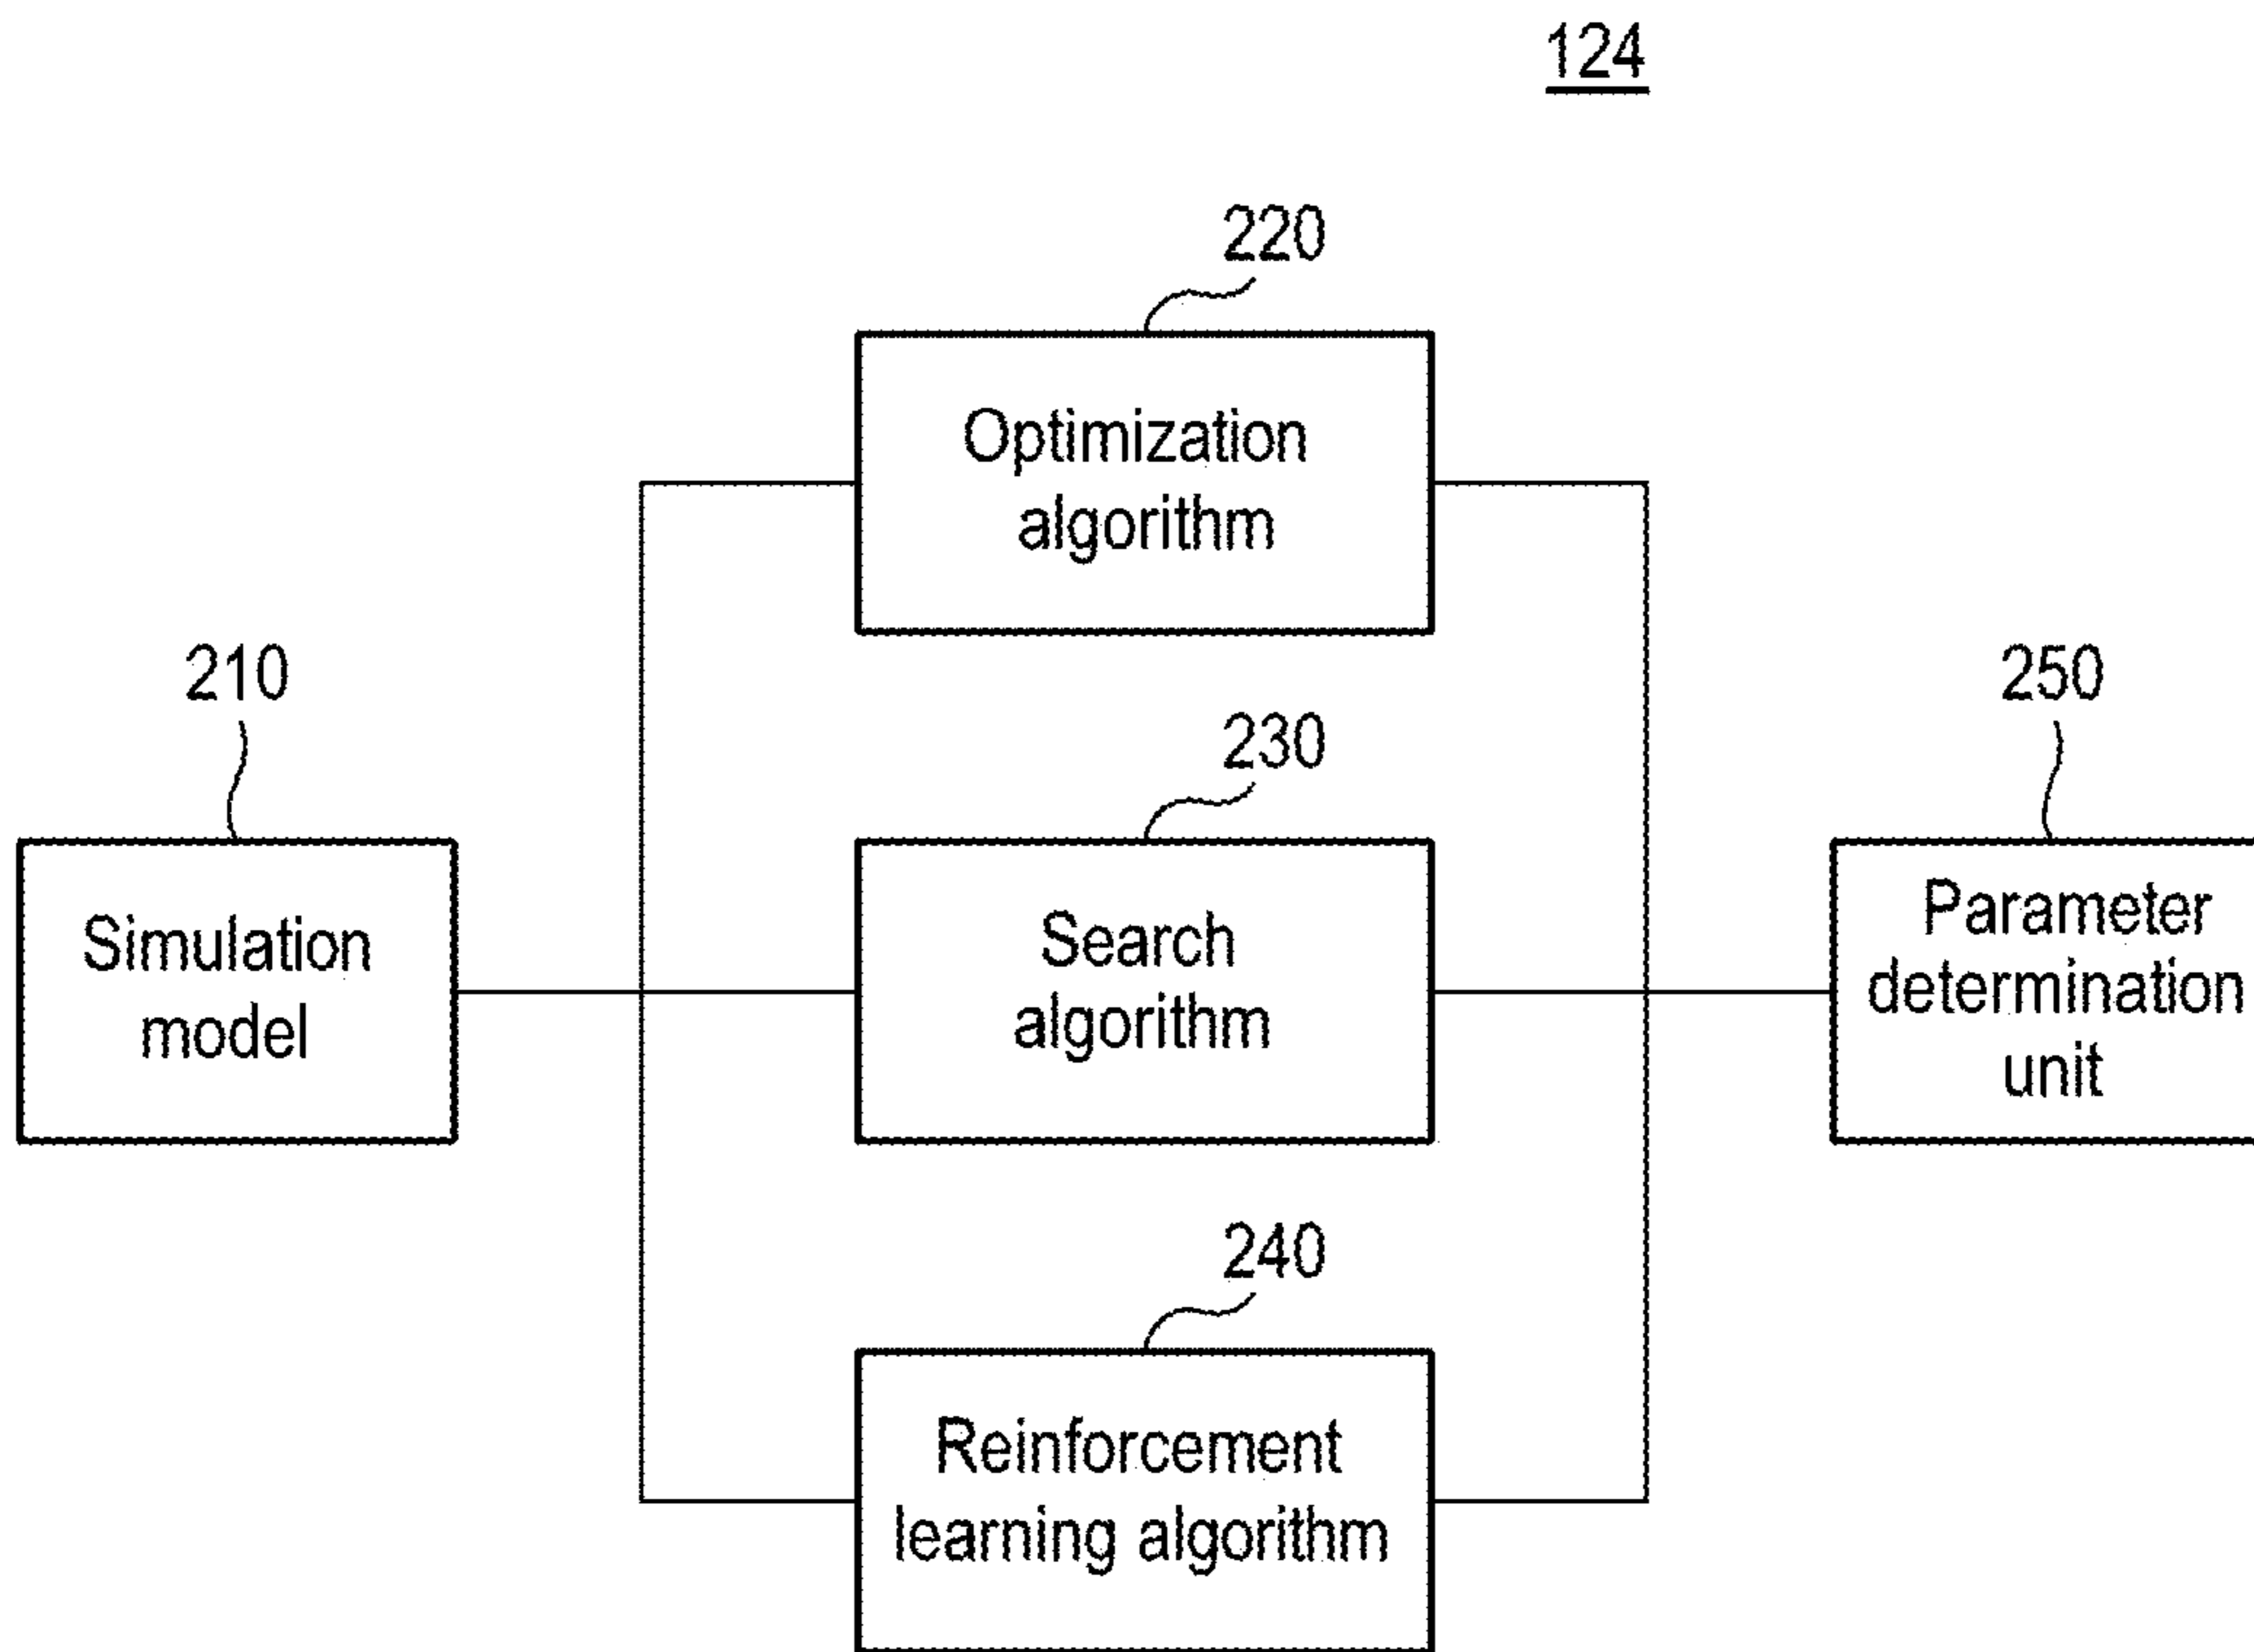 124
220
Optimization
algorithm
210
Simulation
model
230
Search
algorithm
250
Parameter
determination
unit
240
Reinforcement
learning algorithm